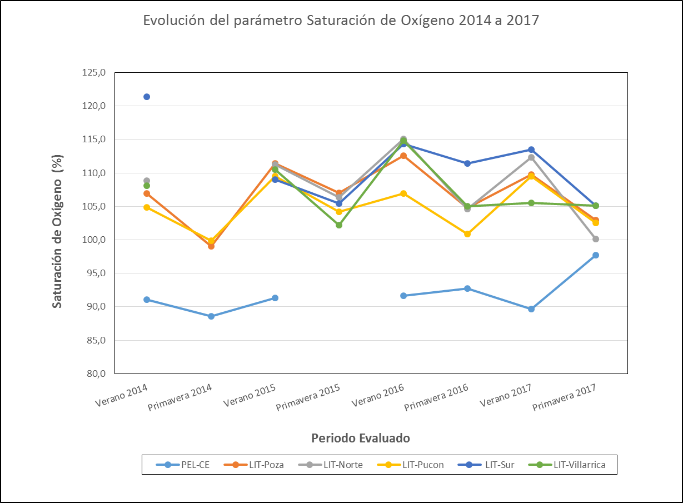 Evolución del parámetro Saturación de Oxígeno 2014 a 2017
Saturación de Oxígeno (%)
125,0
120,0
115,0
110,0
105,0
100,0
95,0
90,0
85,0
80,0
Verano 2014
Primavera 2014
Verano 2015
Primavera 2015
Verano 2016
Primavera 2016
Verano 2017
Primavera 2017
Periodo Evaluado
PEL-CE LIT-Poza LIT-Norte LIT-Pucon LIT-Sur LIT-Villarrica